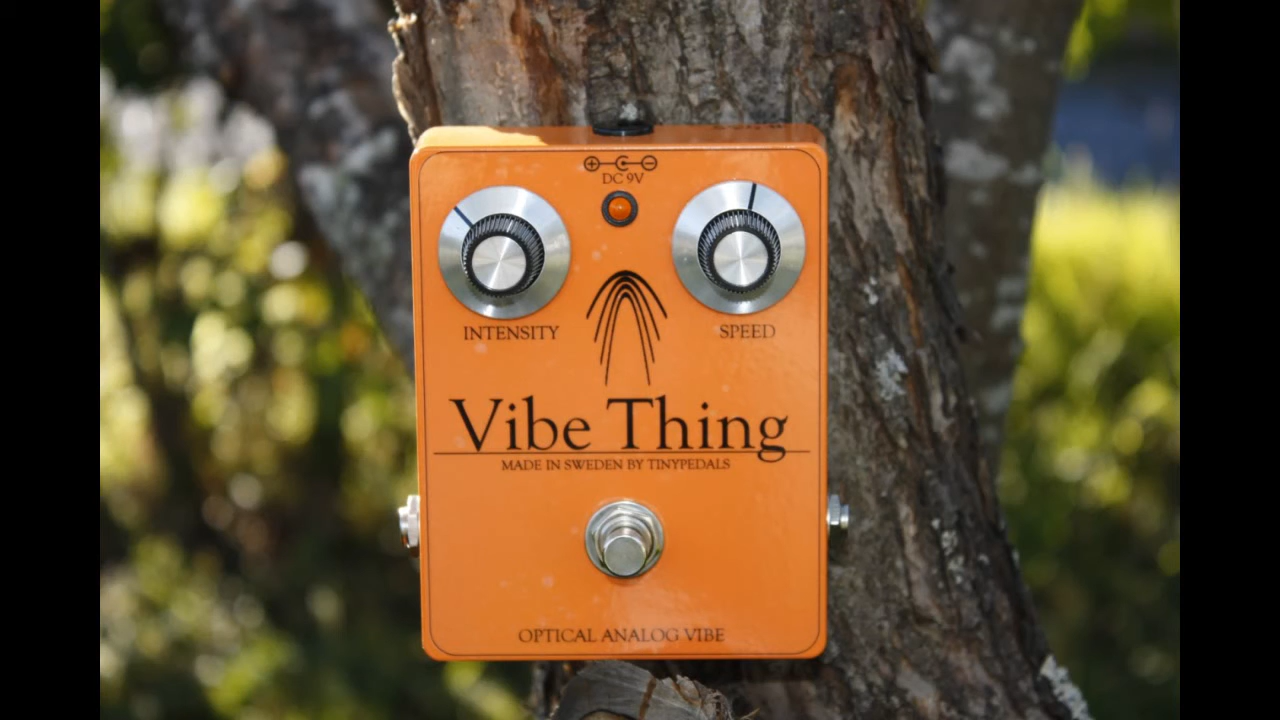 DC 9V
INTENSITY
SPEED
Vibe Thing
MADE IN SWEDEN BY TINYPEDALS
OPTICAL ANALOG VIBE